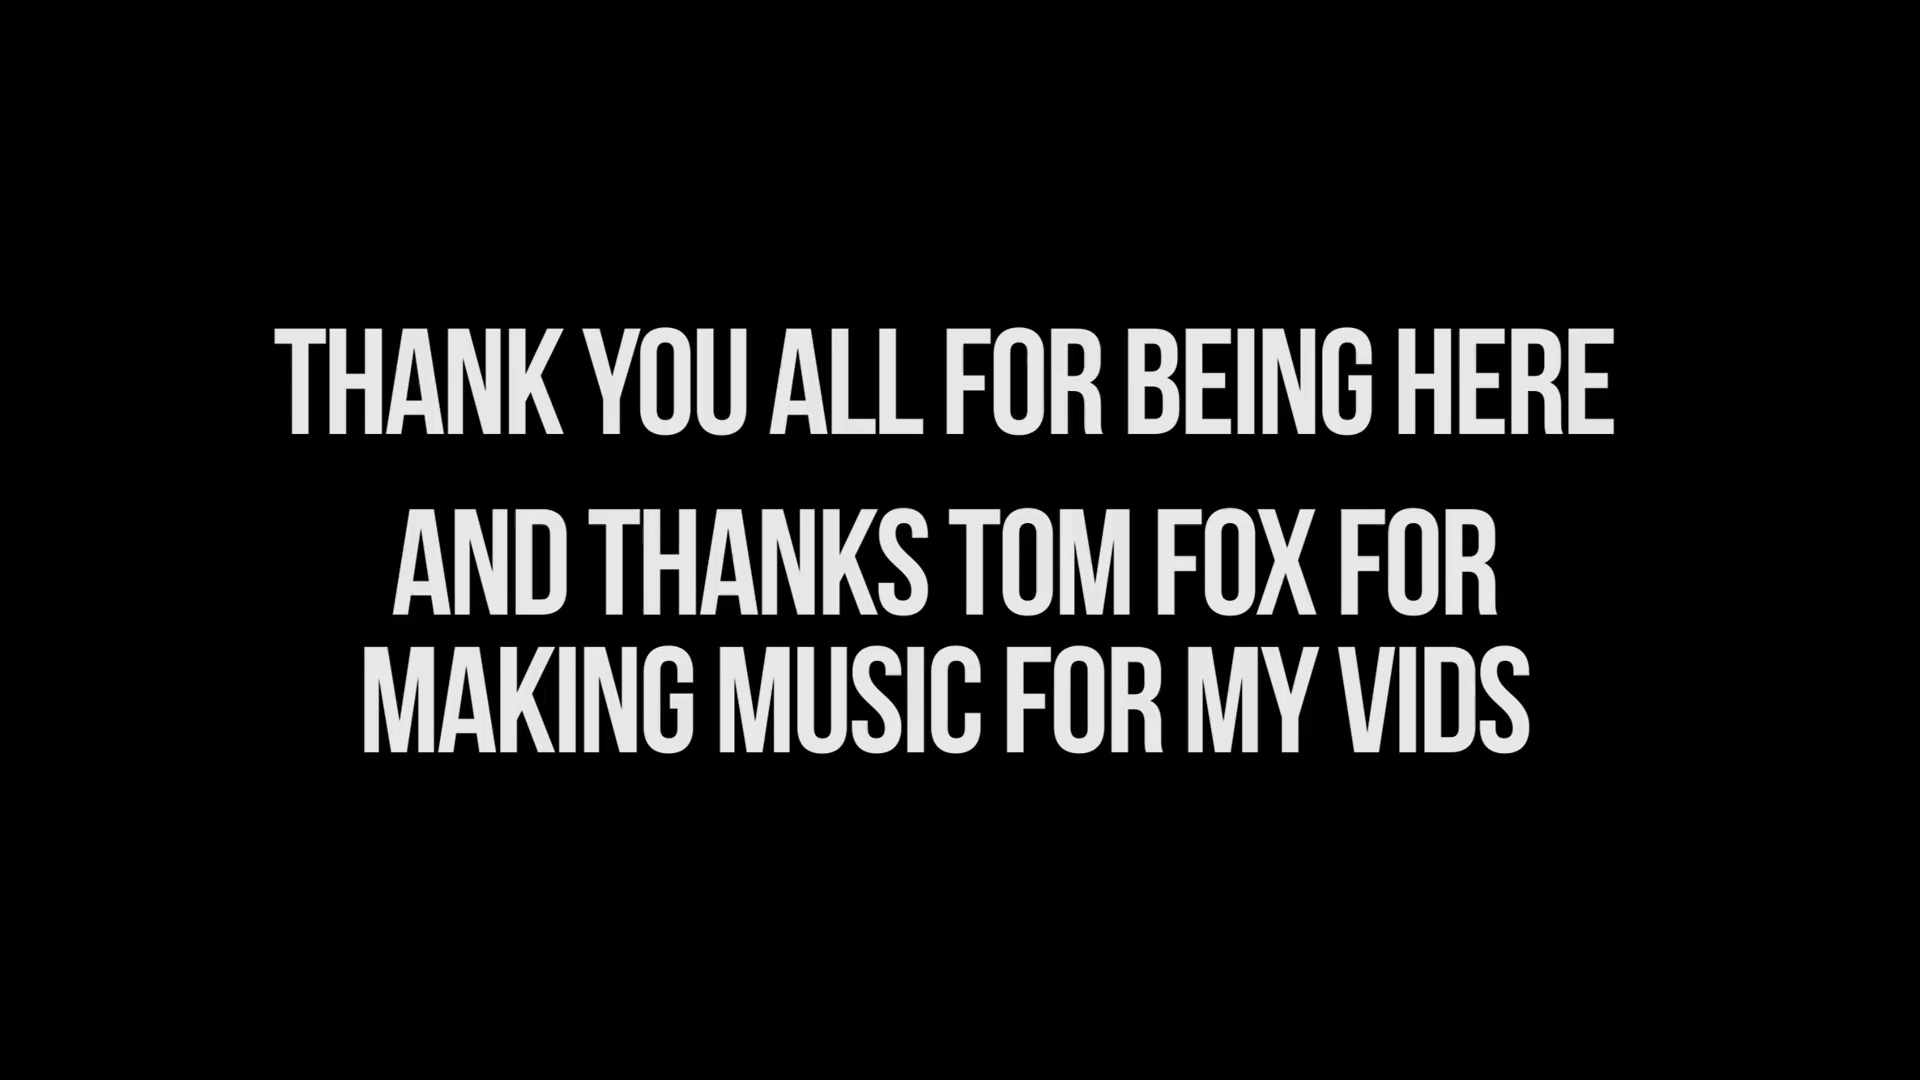 THANK YOU ALL FOR BEING HERE
AND THANKS TOM FOX FOR
MAKING MUSIC FOR MY VIDS